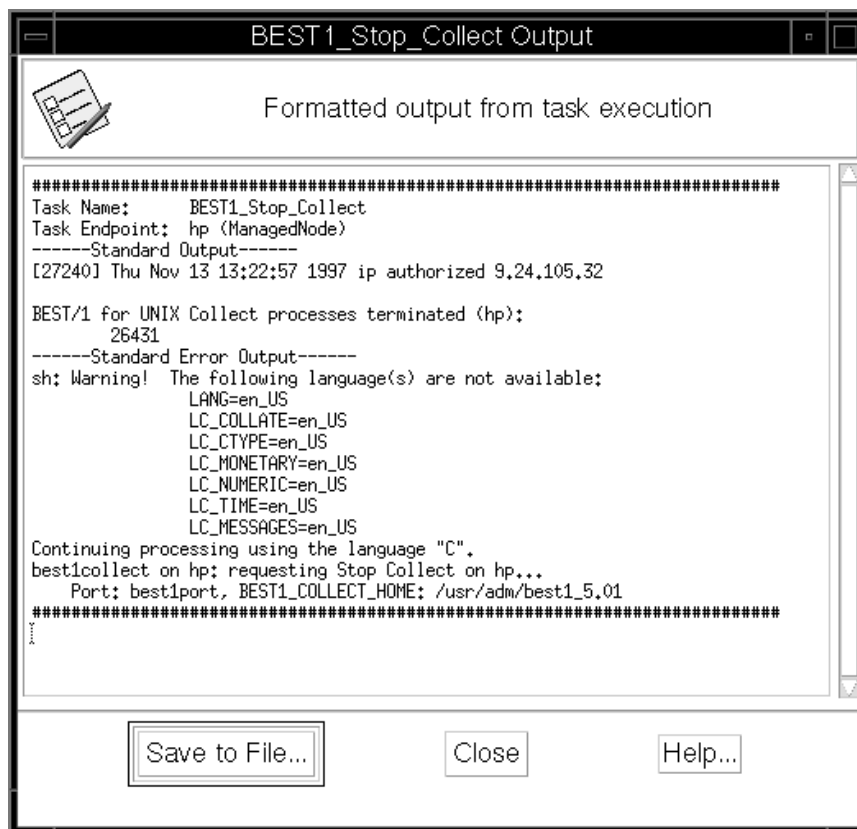 BEST1_Stop_Collect Output
Formatted output from task execution
############################################################################
Task Name:      BEST1_Stop_Collect
Task Endpoint:  hp (ManagedNode)
------Standard Output------
[27240] Thu Nov 13 13:22:57 1997 ip authorized 9.24.105.32
BEST/1 for UNIX Collect processes terminated (hp):
        26431
------Standard Error Output------
sh: Warning!  The following language(s) are not available:
                LANG=en_US
                LC_COLLATE=en_US
                LC_CTYPE=en_US
                LC_MONETARY=en_US
                LC_NUMERIC=en_US
                LC_TIME=en_US
                LC_MESSAGES=en_US
Continuing processing using the language "C".
best1collect on hp: requesting Stop Collect on hp...
    Port: best1port, BEST1_COLLECT_HOME: /usr/adm/best1_5.01
############################################################################
Save to File...
Close
Help...